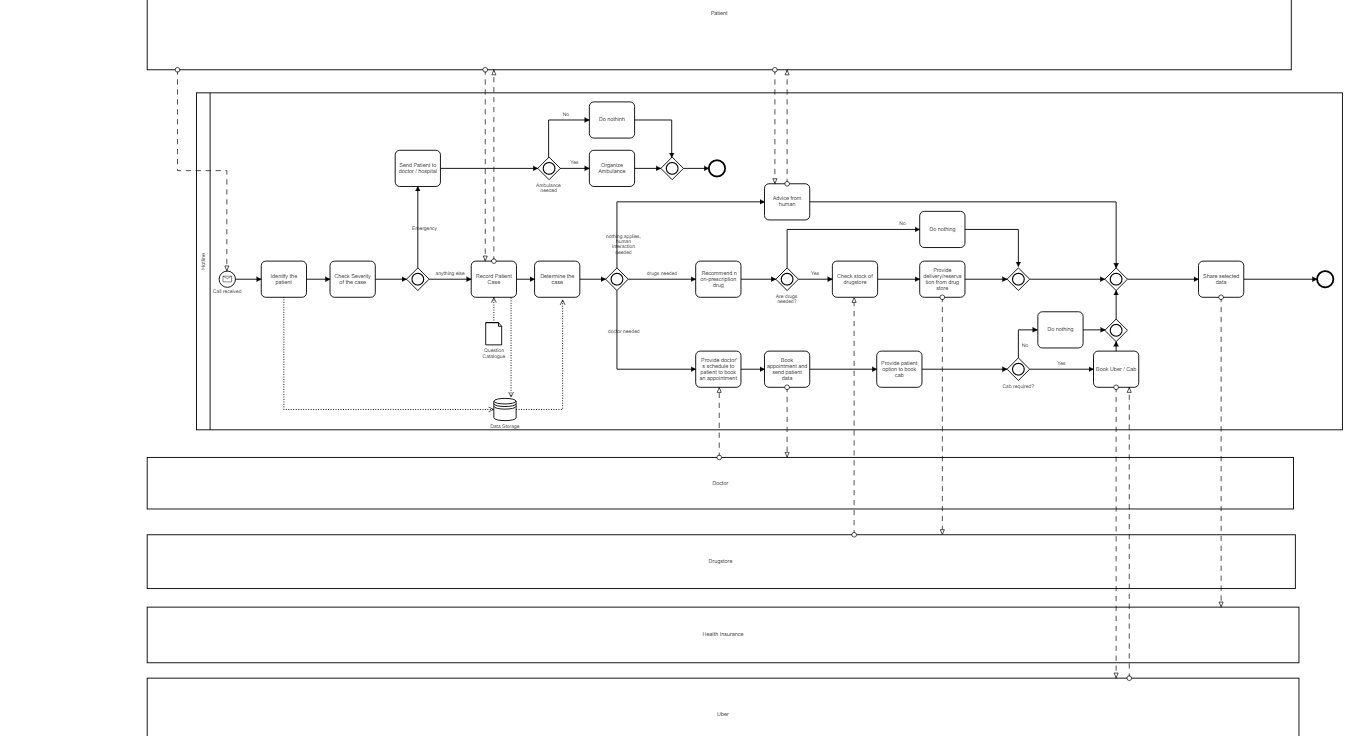 Patient
Hotline
Call received
Identify the
patient
Check Severity
of the case
Emergency
anything else
Send Patient to
doctor / hospital
Ambulance
needed
No
Do nothinh
Yes
Organize
Ambulance
Record Patient
Case
Question
Catalogue
Data Storage
Determine the
case
nothing applies,
human
interaction
needed
drugs needed
doctor needed
Advice from
human
Recommend n
on-prescription
drug
Are drugs
needed?
No
Do nothing
Yes
Check stock of
drugstore
Provide
delivery/reserva
tion from drug
store
Provide doctor'
s schedule to
patient to book
an appointment
Book
appointment and
send patient
data
Provide patient
option to book
cab
Cab required?
No
Do nothing
Yes
Book Uber / Cab
Share selected
data
Doctor
Drugstore
Health Insurance
Uber